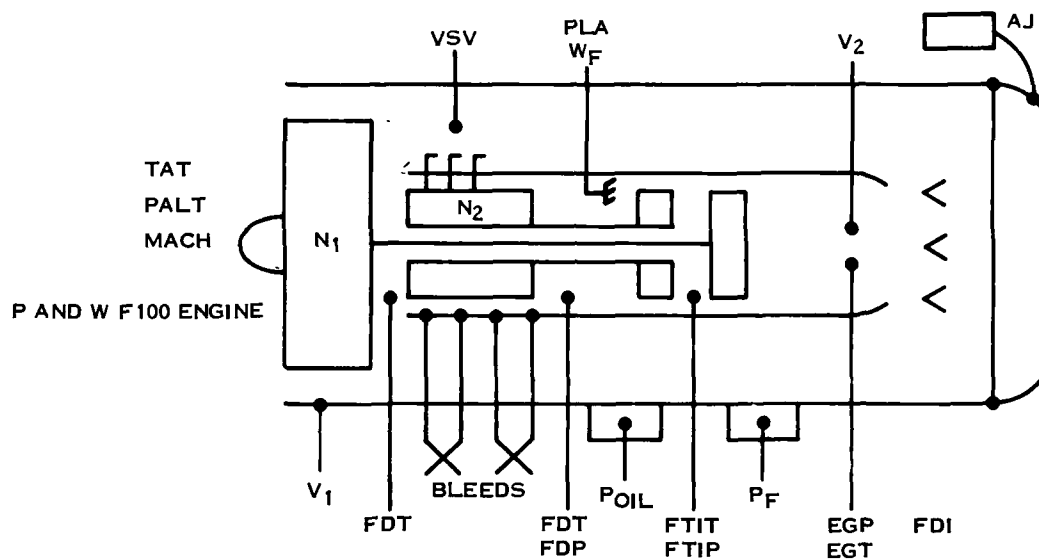 VSV
PLA
WF
V2
AJ
TAT
PALT
MACH
N1
N2
P AND W F100 ENGINE
V1
BLEEDS
POIL
PF
FDT
FDT
FDP
FTIT
FTIP
EGP
EGT
FDI